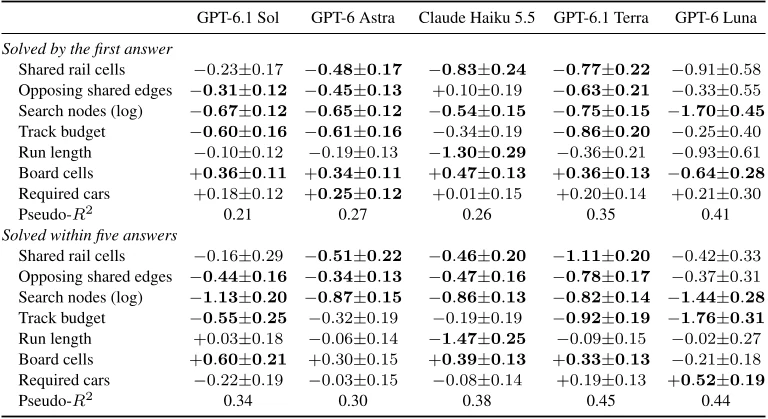 GPT-6.1 Sol GPT-6 Astra Claude Haiku 5.5 GPT-6.1 Terra GPT-6 Luna
Solved by the first answer
Shared rail cells −0.23±0.17 −0.48±0.17 −0.83±0.24 −0.77±0.22 −0.91±0.58
Opposing shared edges −0.31±0.12 −0.45±0.13 +0.10±0.19 −0.63±0.21 −0.33±0.55
Search nodes (log) −0.67±0.12 −0.65±0.12 −0.54±0.15 −0.75±0.15 −1.70±0.45
Track budget −0.60±0.16 −0.61±0.16 −0.34±0.19 −0.86±0.20 −0.25±0.40
Run length −0.10±0.12 −0.19±0.13 −1.30±0.29 −0.36±0.21 −0.93±0.61
Board cells +0.36±0.11 +0.34±0.11 +0.47±0.13 +0.36±0.13 −0.64±0.28
Required cars +0.18±0.12 +0.25±0.12 +0.01±0.15 +0.20±0.14 +0.21±0.30
Pseudo-R² 0.21 0.27 0.26 0.35 0.41
Solved within five answers
Shared rail cells −0.16±0.29 −0.51±0.22 −0.46±0.20 −1.11±0.20 −0.42±0.33
Opposing shared edges −0.44±0.16 −0.34±0.13 −0.47±0.16 −0.78±0.17 −0.37±0.31
Search nodes (log) −1.13±0.20 −0.87±0.15 −0.86±0.13 −0.82±0.14 −1.44±0.28
Track budget −0.55±0.25 −0.32±0.19 −0.19±0.19 −0.92±0.19 −1.76±0.31
Run length +0.03±0.18 −0.06±0.14 −1.47±0.25 −0.09±0.15 −0.02±0.27
Board cells +0.60±0.21 +0.30±0.15 +0.39±0.13 +0.33±0.13 −0.21±0.18
Required cars −0.22±0.19 −0.03±0.15 −0.08±0.14 +0.19±0.13 +0.52±0.19
Pseudo-R² 0.34 0.30 0.38 0.45 0.44